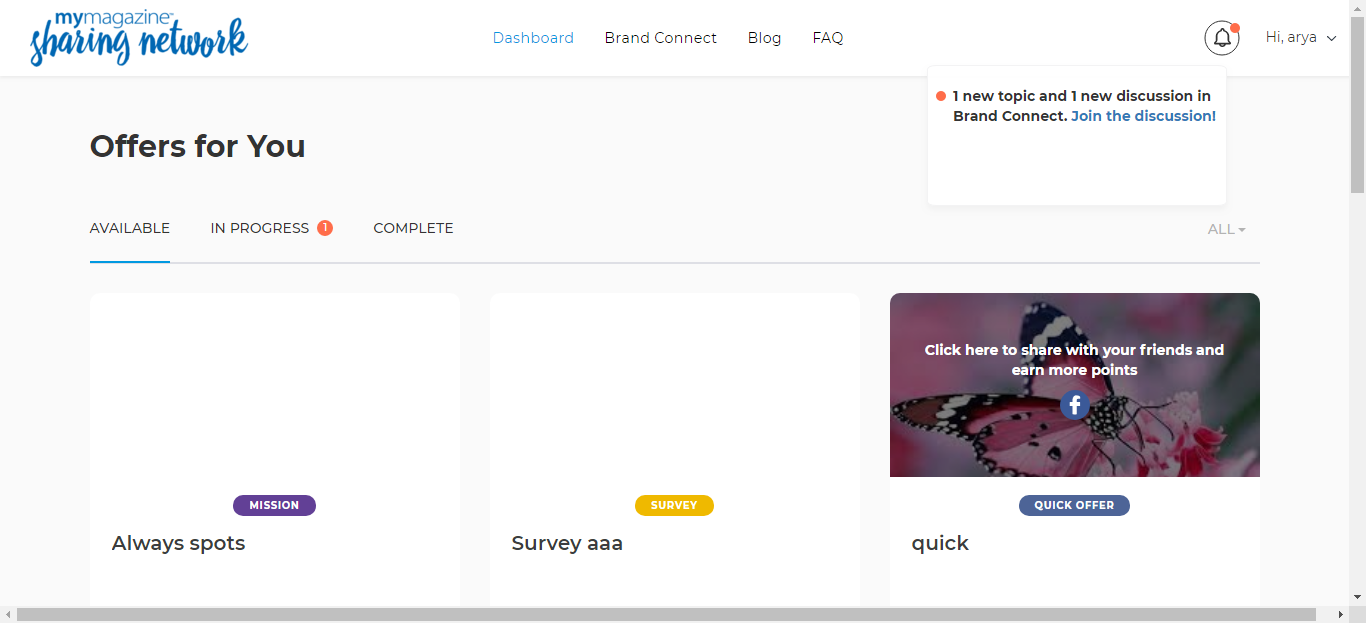 mymagazine™
sharing network
Dashboard
Brand Connect
Blog
FAQ
Hi, arya
1 new topic and 1 new discussion in
Brand Connect. Join the discussion!
Offers for You
AVAILABLE
IN PROGRESS 1
COMPLETE
ALL
Click here to share with your friends and
earn more points
f
MISSION
SURVEY
QUICK OFFER
Always spots
Survey aaa
quick